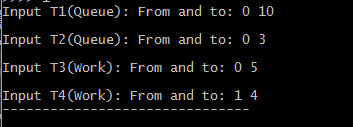 Input T1(Queue): From and to: 0 10
Input T2(Queue): From and to: 0 3
Input T3(Work): From and to: 0 5
Input T4(Work): From and to: 1 4
-------------------------------